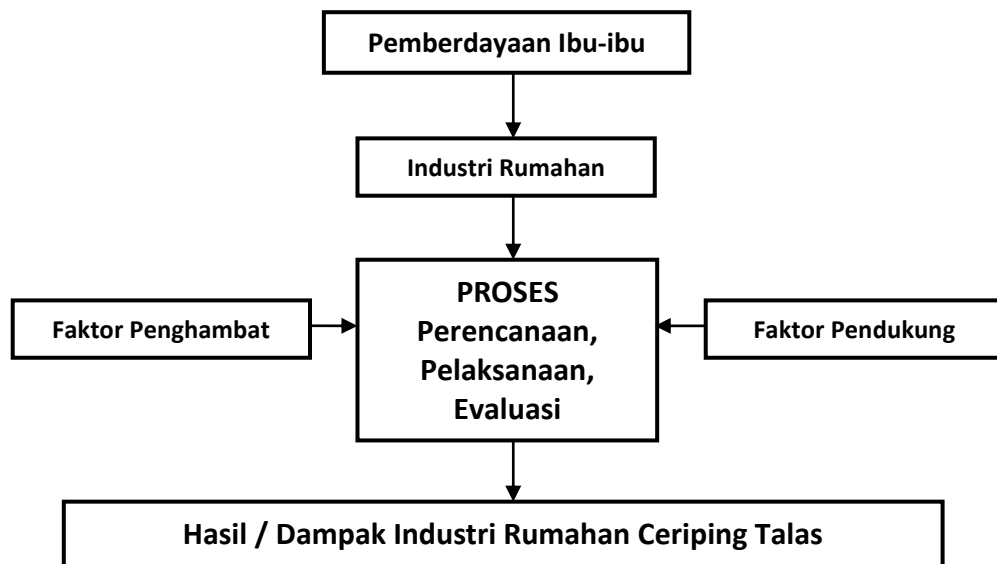 Pemberdayaan Ibu-ibu
Industri Rumahan
PROSES
Perencanaan,
Pelaksanaan,
Evaluasi
Faktor Penghambat
Faktor Pendukung
Hasil / Dampak Industri Rumahan Ceriping Talas